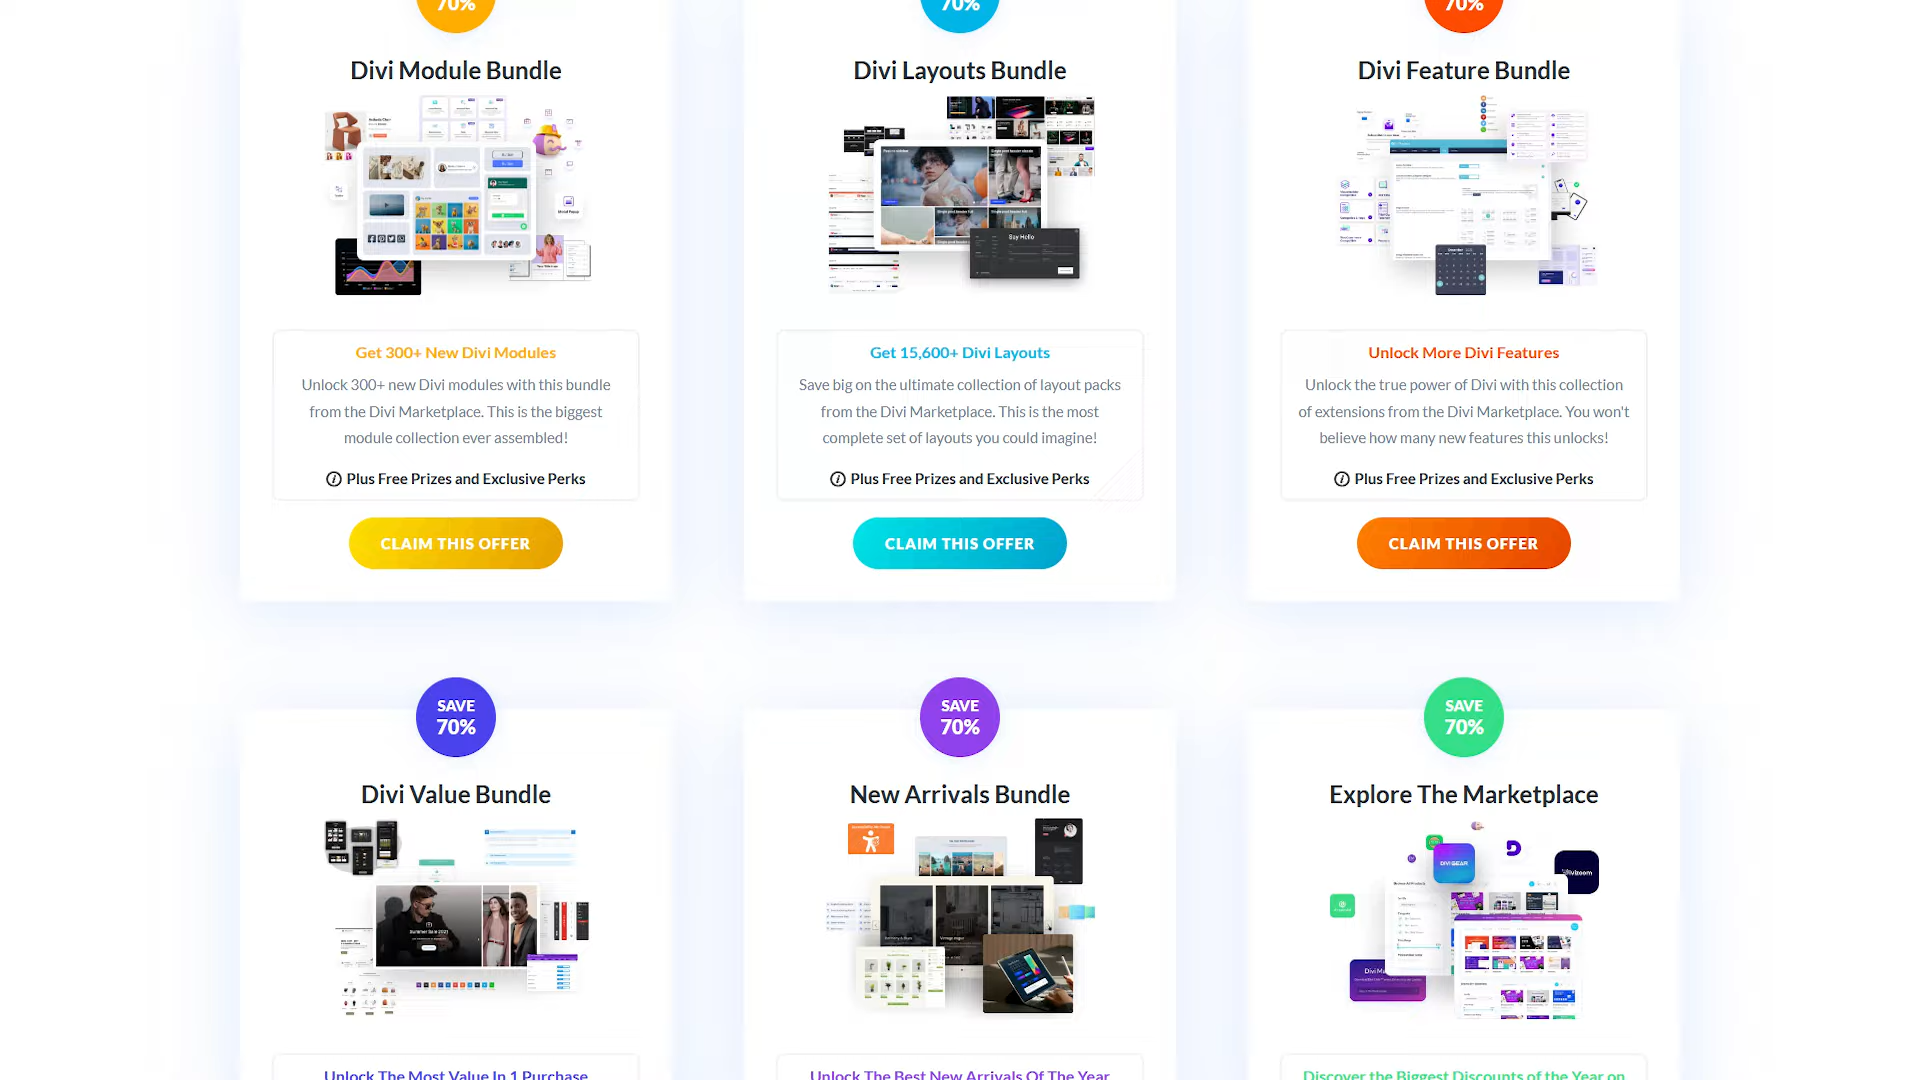 70%
70%
70%
Divi Module Bundle
Divi Layouts Bundle
Divi Feature Bundle
Say Hello
Get 300+ New Divi Modules
Unlock 300+ new Divi modules with this bundle
from the Divi Marketplace. This is the biggest
module collection ever assembled!
Plus Free Prizes and Exclusive Perks
CLAIM THIS OFFER
Get 15,600+ Divi Layouts
Save big on the ultimate collection of layout packs
from the Divi Marketplace. This is the most
complete set of layouts you could imagine!
Plus Free Prizes and Exclusive Perks
CLAIM THIS OFFER
Unlock More Divi Features
Unlock the true power of Divi with this collection
of extensions from the Divi Marketplace. You won't
believe how many new features this unlocks!
Plus Free Prizes and Exclusive Perks
CLAIM THIS OFFER
SAVE
70%
Divi Value Bundle
Summer Sale 2021
Unlock The Most Value In 1 Purchase
SAVE
70%
New Arrivals Bundle
Unlock The Best New Arrivals Of The Year
SAVE
70%
Explore The Marketplace
DIVI GEAR
Discover the Biggest Discounts of the Year on